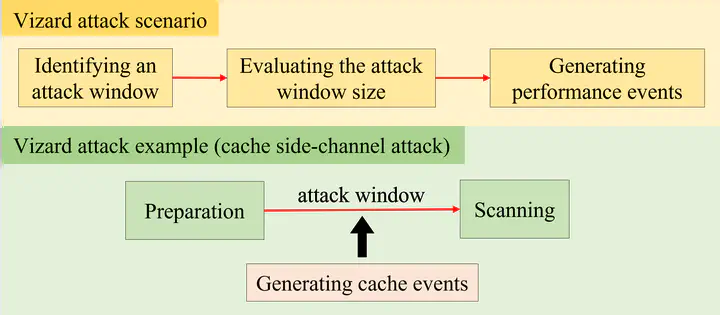 Vizard attack scenario
Identifying an
attack window
Evaluating the attack
window size
Generating
performance events
Vizard attack example (cache side-channel attack)
Preparation
attack window
Scanning
Generating cache events